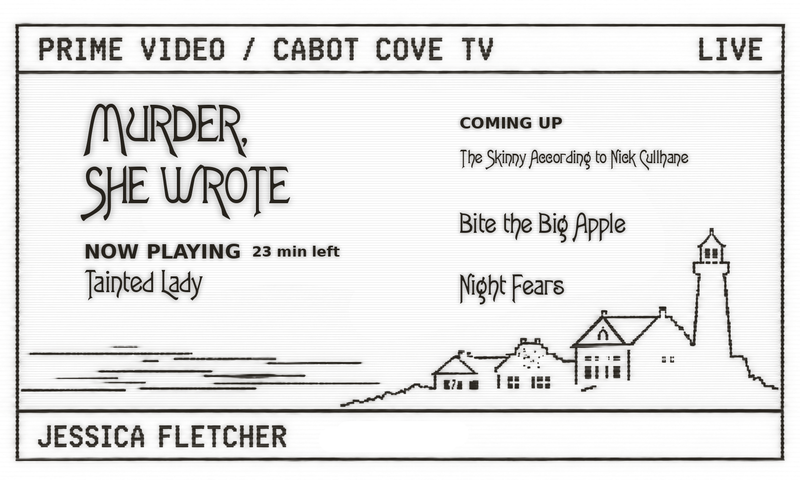 PRIME VIDEO / CABOT COVE TV
LIVE
MURDER,
SHE WROTE
NOW PLAYING 23 min left
Tainted Lady
COMING UP
The Skinny According to Nick Cullhane
Bite the Big Apple
Night Fears
JESSICA FLETCHER